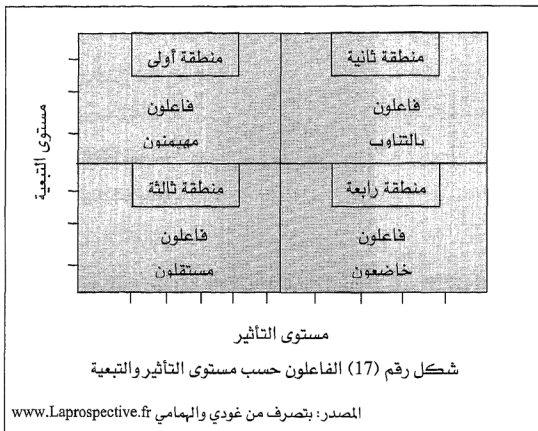 منطقة أولى
فاعلون
مهيمنون
منطقة ثانية
فاعلون
بالتناوب
منطقة ثالثة
فاعلون
مستقلون
منطقة رابعة
فاعلون
خاضعون
مستوى التبعية
مستوى التأثير
شكل رقم (17) الفاعلون حسب مستوى التأثير والتبعية
المصدر: بتصرف من غودي والهمامي www.Laprospective.fr